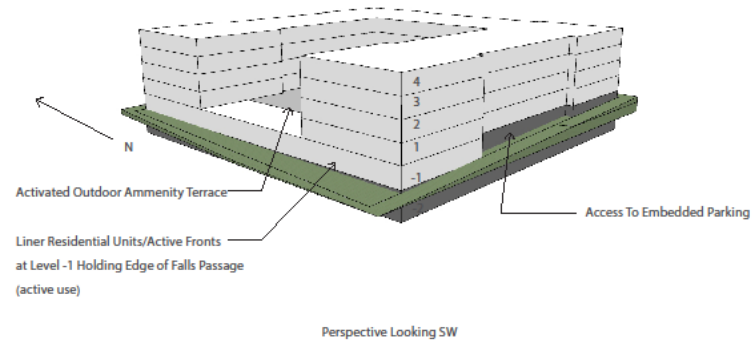 4
3
2
1
-1
N
Activated Outdoor Ammenity Terrace
Access To Embedded Parking
Liner Residential Units/Active Fronts
at Level -1 Holding Edge of Falls Passage
(active use)
Perspective Looking SW